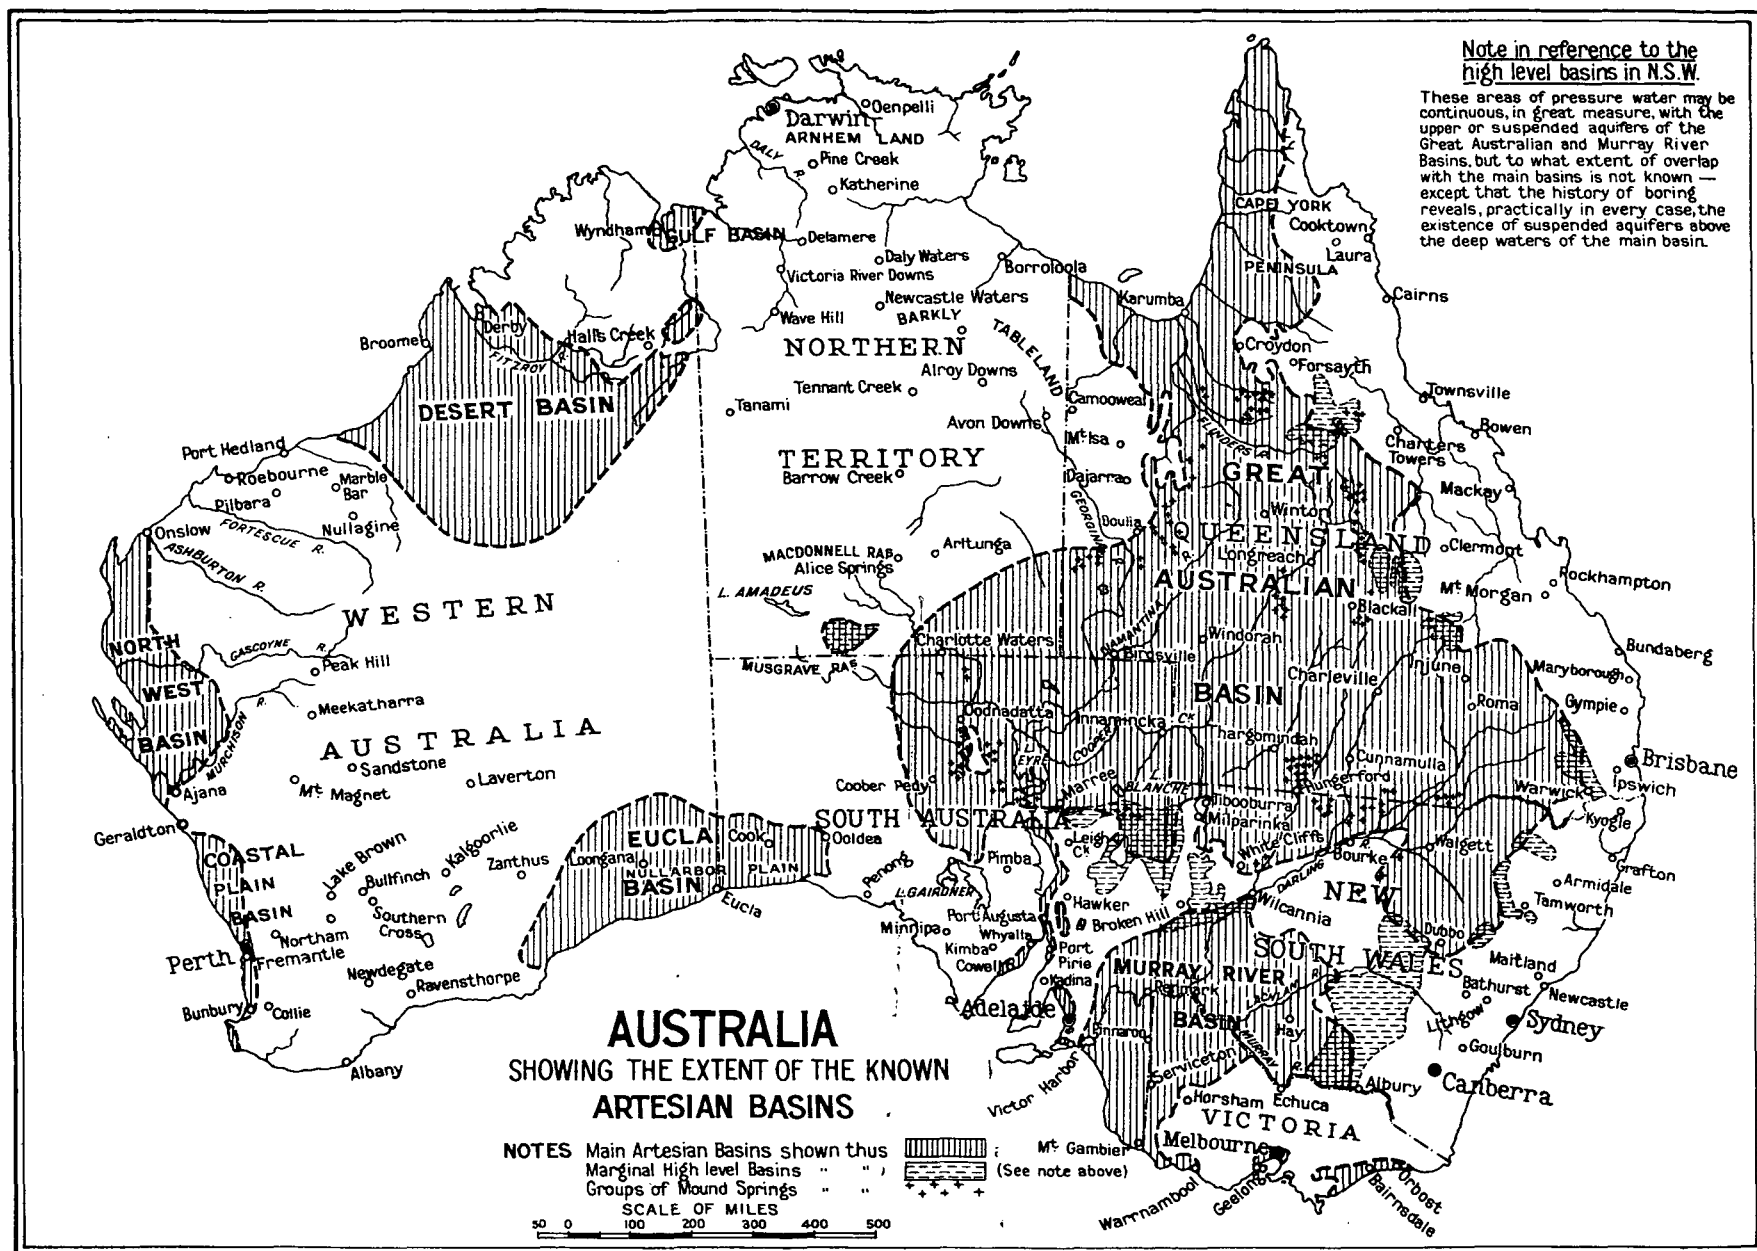 Note in reference to the
high level basins in N.S.W.
These areas of pressure water may be
continuous, in great measure, with the
upper or suspended aquifers of the
Great Australian and Murray River
Basins, but to what extent of overlap
with the main basins is not known —
except that the history of boring
reveals, practically in every case, the
existence of suspended aquifers above
the deep waters of the main basin.
Oenpelli
Darwin
ARNHEM LAND
DALY R.
Pine Creek
Katherine
CAPE YORK
PENINSULA
Cooktown
Laura
Wyndham
GULF BASIN
Delamere
Daly Waters
Borroloola
Victoria River Downs
Karumba
Cairns
Newcastle Waters
BARKLY
TABLELAND
Wave Hill
Derby
Halls Creek
Broome
FITZROY R.
NORTHERN
TERRITORY
Croydon
Forsayth
Alroy Downs
Tennant Creek
Camooweal
Townsville
DESERT BASIN
Tanami
Avon Downs
Mt Isa
FLINDERS
Bowen
Charters
Towers
Port Hedland
Roebourne
Marble
Bar
Pilbara
Nullagine
Barrow Creek
Dajarra
GREAT
Mackay
Winton
Onslow
FORTESCUE R.
ASHBURTON R.
GEORGINA R.
Boulia
QUEENSLAND
Longreach
Clermont
MACDONNELL RAS
Alice Springs
Arltunga
AUSTRALIAN
Rockhampton
Mt Morgan
Blackall
L. AMADEUS
WESTERN
AUSTRALIA
NORTH
WEST
BASIN
GASCOYNE R.
Peak Hill
Meekatharra
MURCHISON R.
Charlotte Waters
MUSGRAVE RAS
DIAMANTINA R.
Windorah
Birdsville
Charleville
Injune
Bundaberg
Maryborough
Gympie
BASIN
Roma
Oodnadatta
Innamincka
COOPERS CK
Thargomindah
Cunnamulla
Brisbane
Ipswich
Sandstone
Laverton
Mt Magnet
Ajana
Geraldton
EYRE
Coober Pedy
Marree
L. BLANCHE
Hungerford
Warwick
Kyogle
Tibooburra
Milparinka
SOUTH AUSTRALIA
EUCLA
BASIN
Cook
Ooldea
Loongana
NULLARBOR PLAIN
Eucla
Leigh
Ck
White Cliffs
Bourke
Walgett
Grafton
COASTAL
PLAIN
BASIN
Lake Brown
Bullfinch
Kalgoorlie
Zanthus
Southern
Cross
Northam
Perth
Fremantle
Newdegate
Ravensthorpe
Bunbury
Collie
Albany
Penong
Pimba
L. GAIRDNER
Hawker
DARLING R.
NEW
SOUTH WALES
Armidale
Tamworth
Wilcannia
Broken Hill
Port Augusta
Minnipa
Whyalla
Kimba
Cowell
Port
Pirie
Kadina
Dubbo
Maitland
Bathurst
Newcastle
Lithgow
Sydney
MURRAY RIVER
BASIN
Renmark
LACHLAN R.
Adelaide
Pinnaroo
Hay
MURRAY R.
Goulburn
Canberra
Serviceton
Victor Harbor
Albury
Horsham
Echuca
VICTORIA
Melbourne
Mt Gambier
Warrnambool
Geelong
Orbost
Bairnsdale
AUSTRALIA
SHOWING THE EXTENT OF THE KNOWN
ARTESIAN BASINS
NOTES Main Artesian Basins shown thus
Marginal High level Basins " " (See note above)
Groups of Mound Springs " "
SCALE OF MILES
50 0 100 200 300 400 500